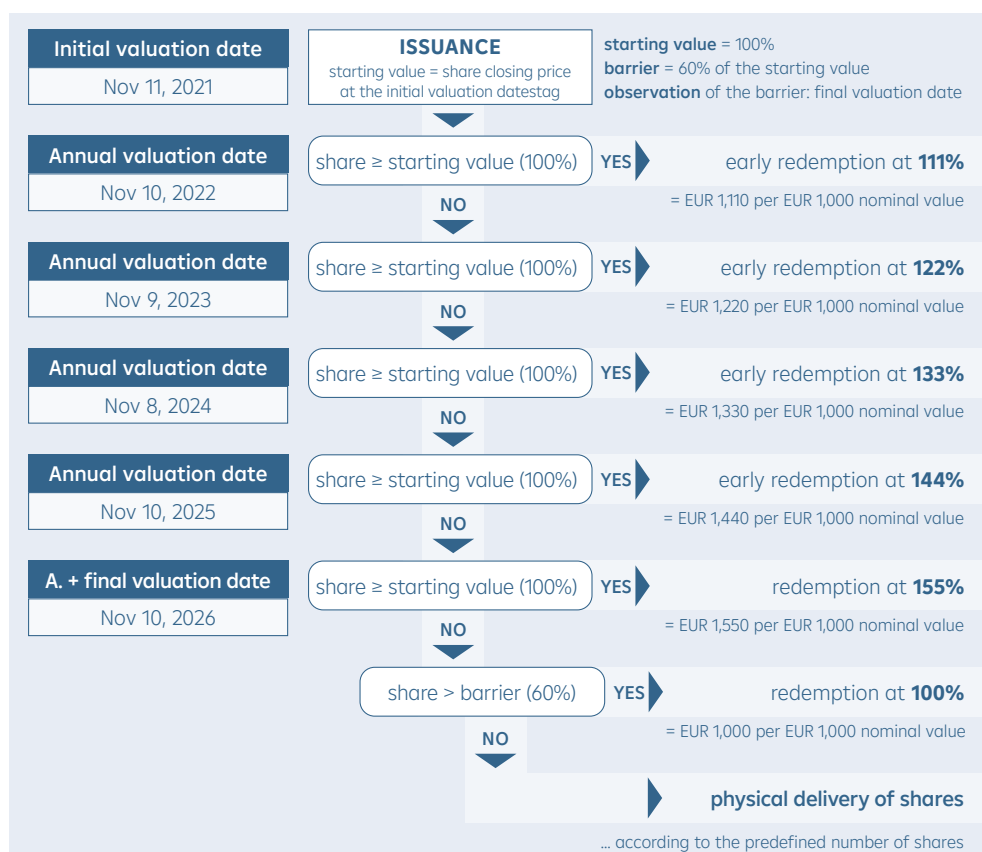 Initial valuation date
Nov 11, 2021
ISSUANCE
starting value = share closing price
at the initial valuation datestag
starting value = 100%
barrier = 60% of the starting value
observation of the barrier: final valuation date
Annual valuation date
Nov 10, 2022
share ≥ starting value (100%)
YES
early redemption at 111%
= EUR 1,110 per EUR 1,000 nominal value
NO
Annual valuation date
Nov 9, 2023
share ≥ starting value (100%)
YES
early redemption at 122%
= EUR 1,220 per EUR 1,000 nominal value
NO
Annual valuation date
Nov 8, 2024
share ≥ starting value (100%)
YES
early redemption at 133%
= EUR 1,330 per EUR 1,000 nominal value
NO
Annual valuation date
Nov 10, 2025
share ≥ starting value (100%)
YES
early redemption at 144%
= EUR 1,440 per EUR 1,000 nominal value
NO
A. + final valuation date
Nov 10, 2026
share ≥ starting value (100%)
YES
redemption at 155%
= EUR 1,550 per EUR 1,000 nominal value
NO
share > barrier (60%)
YES
redemption at 100%
= EUR 1,000 per EUR 1,000 nominal value
NO
physical delivery of shares
... according to the predefined number of shares